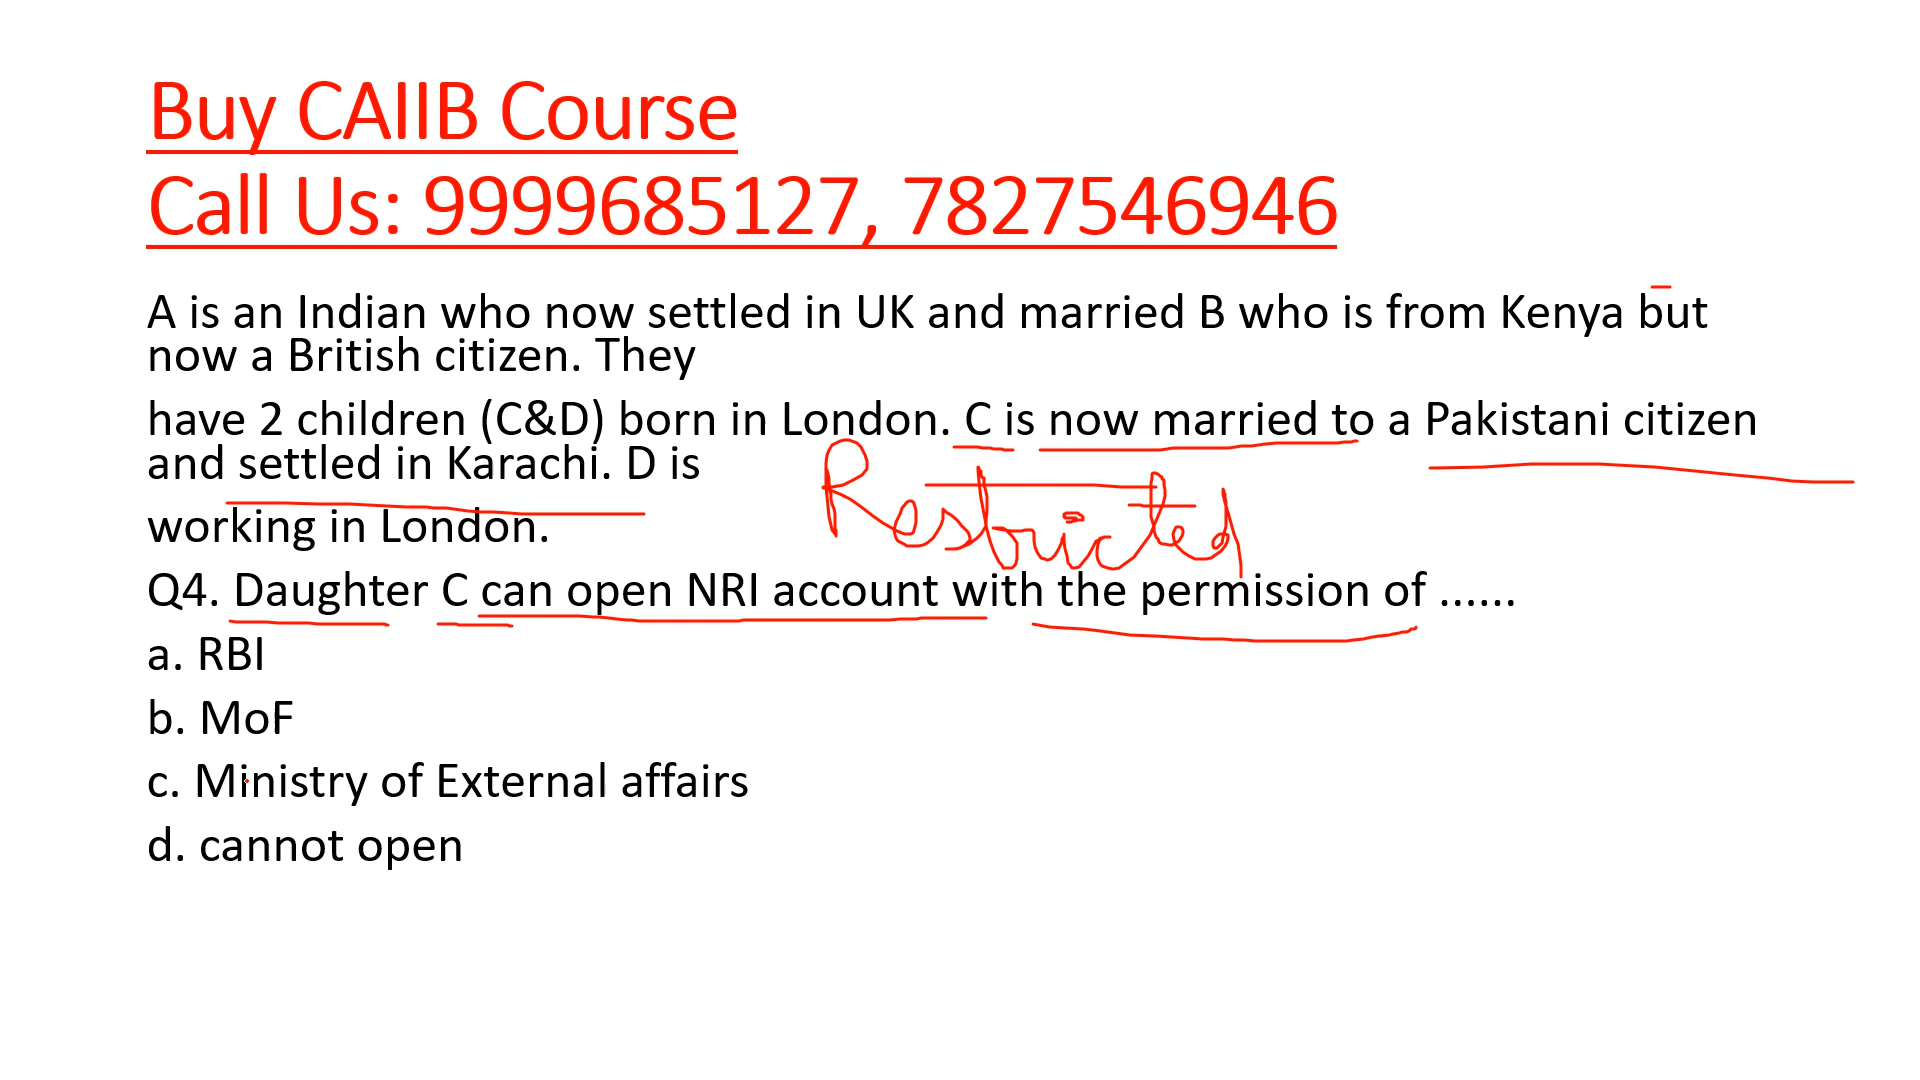 Buy CAIIB Course
Call Us: 9999685127, 7827546946
A is an Indian who now settled in UK and married B who is from Kenya but
now a British citizen. They
have 2 children (C&D) born in London. C is now married to a Pakistani citizen
and settled in Karachi. D is
Restricted
working in London.
Q4. Daughter C can open NRI account with the permission of ......
a. RBI
b. MoF
c. Ministry of External affairs
d. cannot open